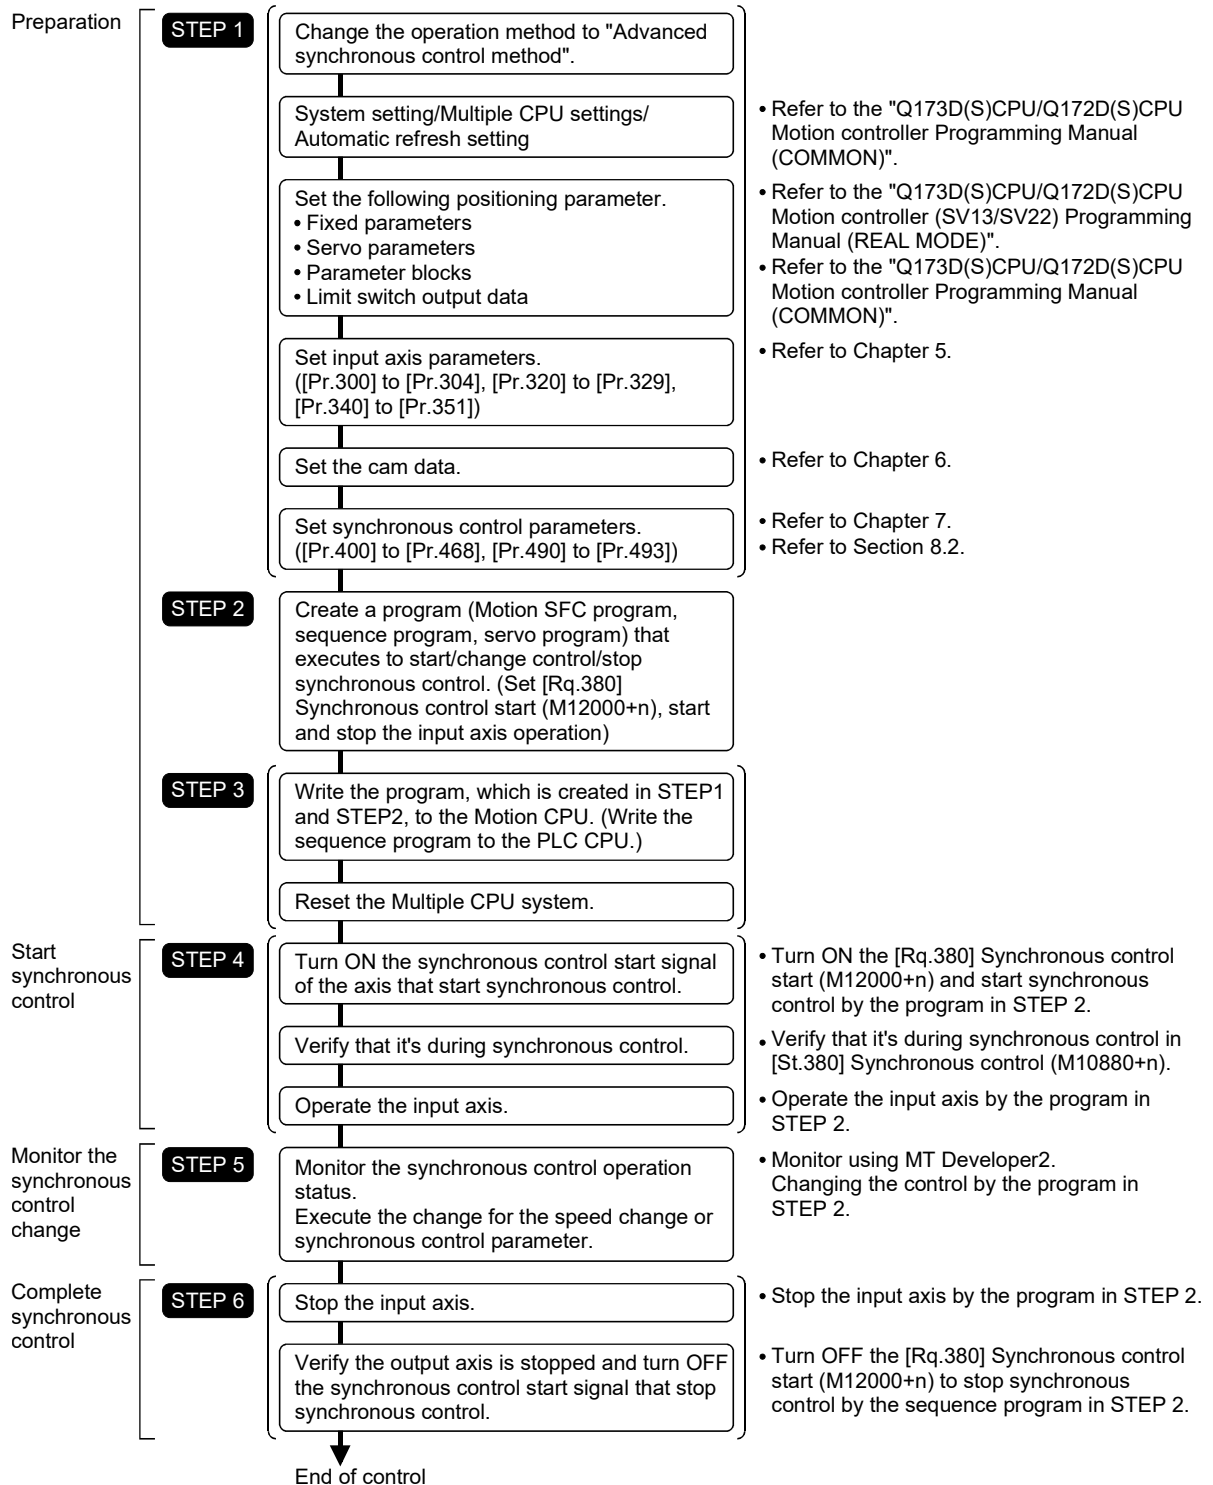 Preparation
STEP 1
Change the operation method to "Advanced
synchronous control method".
System setting/Multiple CPU settings/
Automatic refresh setting
• Refer to the "Q173D(S)CPU/Q172D(S)CPU
Motion controller Programming Manual
(COMMON)".
Set the following positioning parameter.
• Fixed parameters
• Servo parameters
• Parameter blocks
• Limit switch output data
• Refer to the "Q173D(S)CPU/Q172D(S)CPU
Motion controller (SV13/SV22) Programming
Manual (REAL MODE)".
• Refer to the "Q173D(S)CPU/Q172D(S)CPU
Motion controller Programming Manual
(COMMON)".
Set input axis parameters.
([Pr.300] to [Pr.304], [Pr.320] to [Pr.329],
[Pr.340] to [Pr.351])
• Refer to Chapter 5.
Set the cam data.
• Refer to Chapter 6.
Set synchronous control parameters.
([Pr.400] to [Pr.468], [Pr.490] to [Pr.493])
• Refer to Chapter 7.
• Refer to Section 8.2.
STEP 2
Create a program (Motion SFC program,
sequence program, servo program) that
executes to start/change control/stop
synchronous control. (Set [Rq.380]
Synchronous control start (M12000+n), start
and stop the input axis operation)
STEP 3
Write the program, which is created in STEP1
and STEP2, to the Motion CPU. (Write the
sequence program to the PLC CPU.)
Reset the Multiple CPU system.
Start
synchronous
control
STEP 4
Turn ON the synchronous control start signal
of the axis that start synchronous control.
• Turn ON the [Rq.380] Synchronous control
start (M12000+n) and start synchronous
control by the program in STEP 2.
Verify that it's during synchronous control.
• Verify that it's during synchronous control in
[St.380] Synchronous control (M10880+n).
Operate the input axis.
• Operate the input axis by the program in
STEP 2.
Monitor the
synchronous
control
change
STEP 5
Monitor the synchronous control operation
status.
Execute the change for the speed change or
synchronous control parameter.
• Monitor using MT Developer2.
Changing the control by the program in
STEP 2.
Complete
synchronous
control
STEP 6
Stop the input axis.
• Stop the input axis by the program in STEP 2.
Verify the output axis is stopped and turn OFF
the synchronous control start signal that stop
synchronous control.
• Turn OFF the [Rq.380] Synchronous control
start (M12000+n) to stop synchronous
control by the sequence program in STEP 2.
End of control